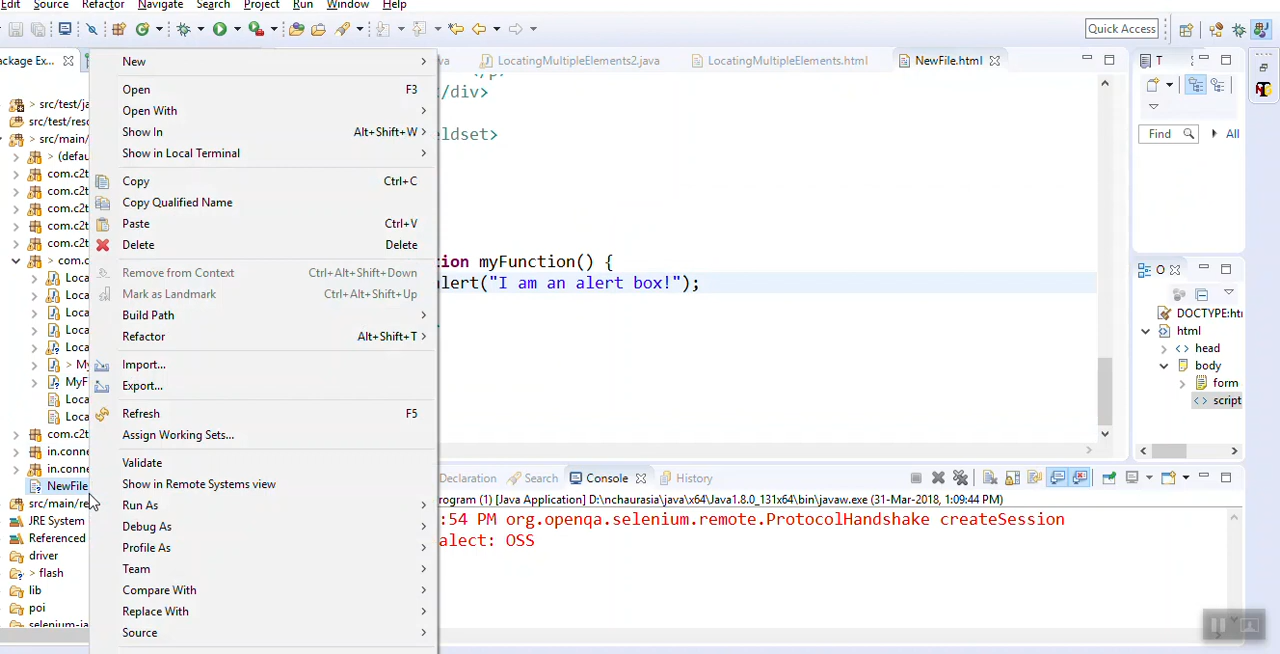 Edit Source Refactor Navigate Search Project Run Window Help
Quick Access
ackage Ex...
va
LocatingMultipleElements2.java
LocatingMultipleElements.html
NewFile.html
T
> src/test/ja
src/test/reso
> src/main/
> (defau
com.c2t
com.c2t
com.c2t
com.c2t
com.c2t
> com.c
Loca
Loca
Loca
Loca
Loca
> My
MyF
Loca
Loca
com.c2t
in.conne
in.conne
NewFile
src/main/re
JRE System
Referenced
driver
> flash
lib
poi
selenium-ja
New
Open F3
Open With
Show In Alt+Shift+W
Show in Local Terminal
Copy Ctrl+C
Copy Qualified Name
Paste Ctrl+V
Delete Delete
Remove from Context Ctrl+Alt+Shift+Down
Mark as Landmark Ctrl+Alt+Shift+Up
Build Path
Refactor Alt+Shift+T
Import...
Export...
Refresh F5
Assign Working Sets...
Validate
Show in Remote Systems view
Run As
Debug As
Profile As
Team
Compare With
Replace With
Source
/div>
ldset>
ion myFunction() {
lert("I am an alert box!");
Find All
O
DOCTYPE:htm
html
head
body
form
script
Declaration Search Console History
rogram (1) [Java Application] D:\nchaurasia\java\x64\Java1.8.0_131x64\bin\javaw.exe (31-Mar-2018, 1:09:44 PM)
:54 PM org.openqa.selenium.remote.ProtocolHandshake createSession
alect: OSS